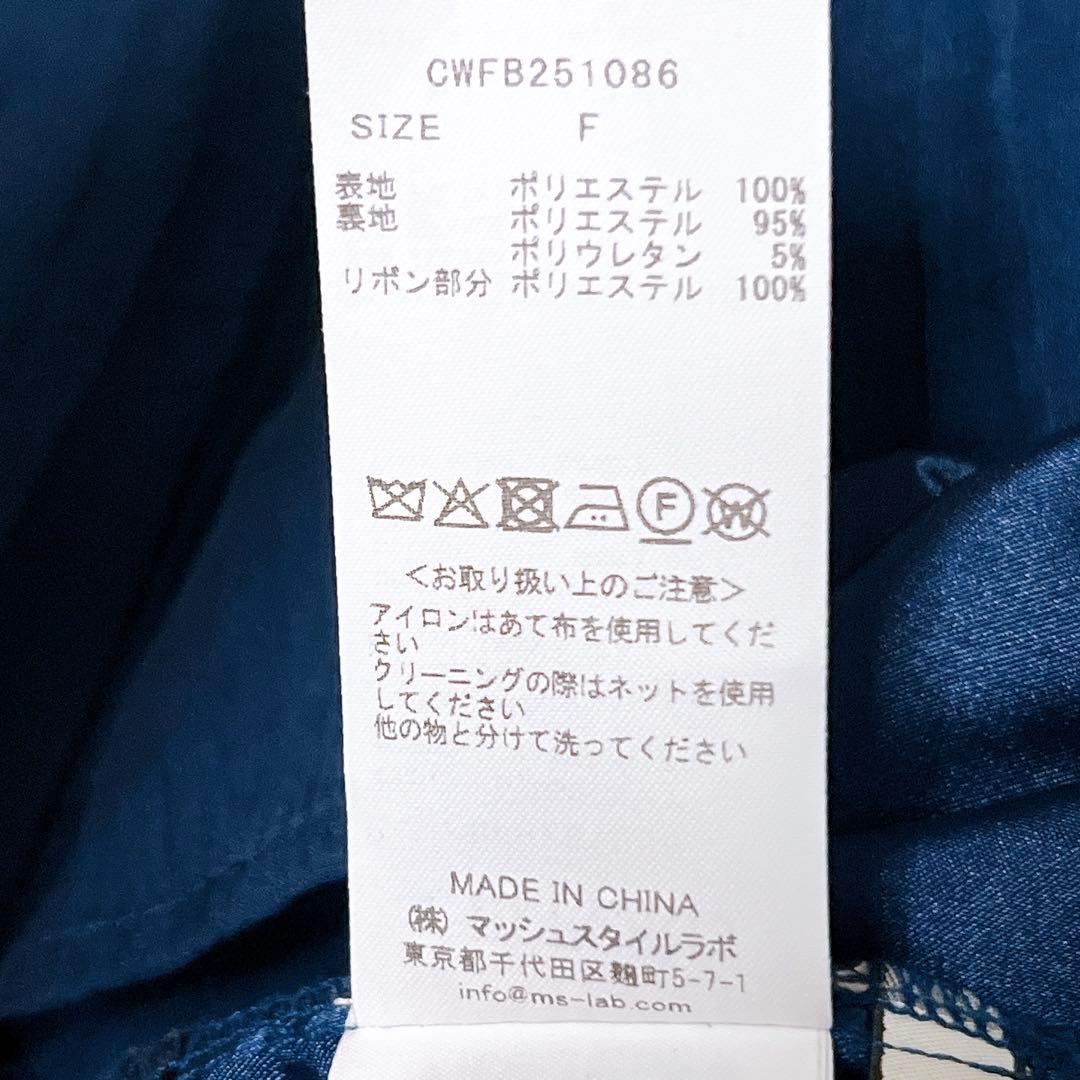 CWFB251086
SIZE F
表地 ポリエステル 100%
裏地 ポリエステル 95%
ポリウレタン 5%
リボン部分 ポリエステル 100%
F
W
<お取り扱い上のご注意>
アイロンはあて布を使用してくだ
さい
クリーニングの際はネットを使用
してください
他の物と分けて洗ってください
MADE IN CHINA
(株) マッシュスタイルラボ
東京都千代田区麹町5-7-1
info@ms-lab.com